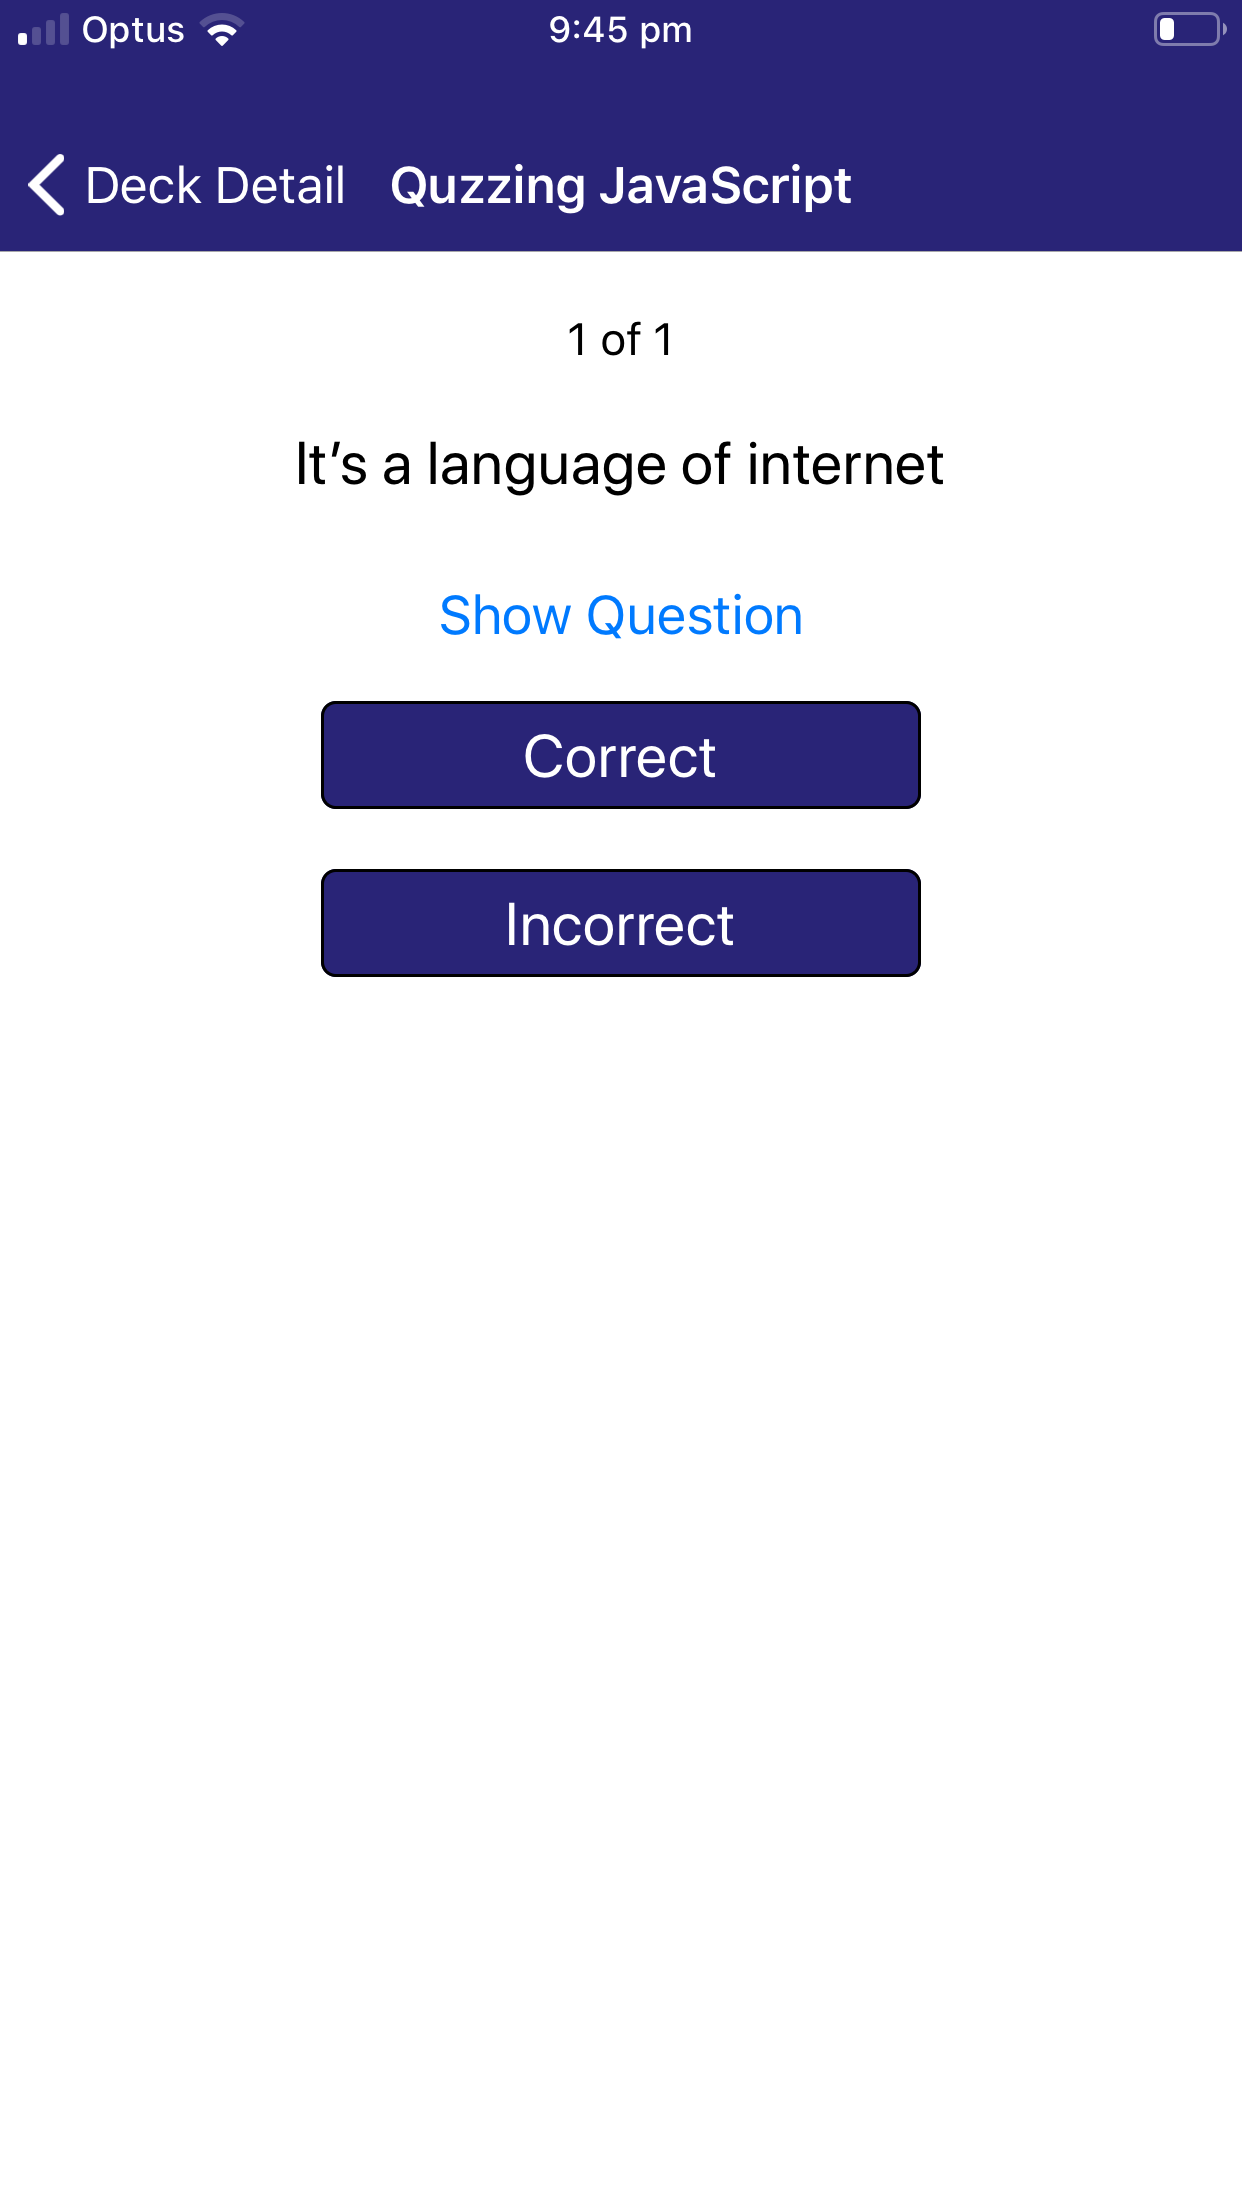 Optus 9:45 pm
Deck Detail Quzzing JavaScript
1 of 1
It’s a language of internet
Show Question
Correct
Incorrect